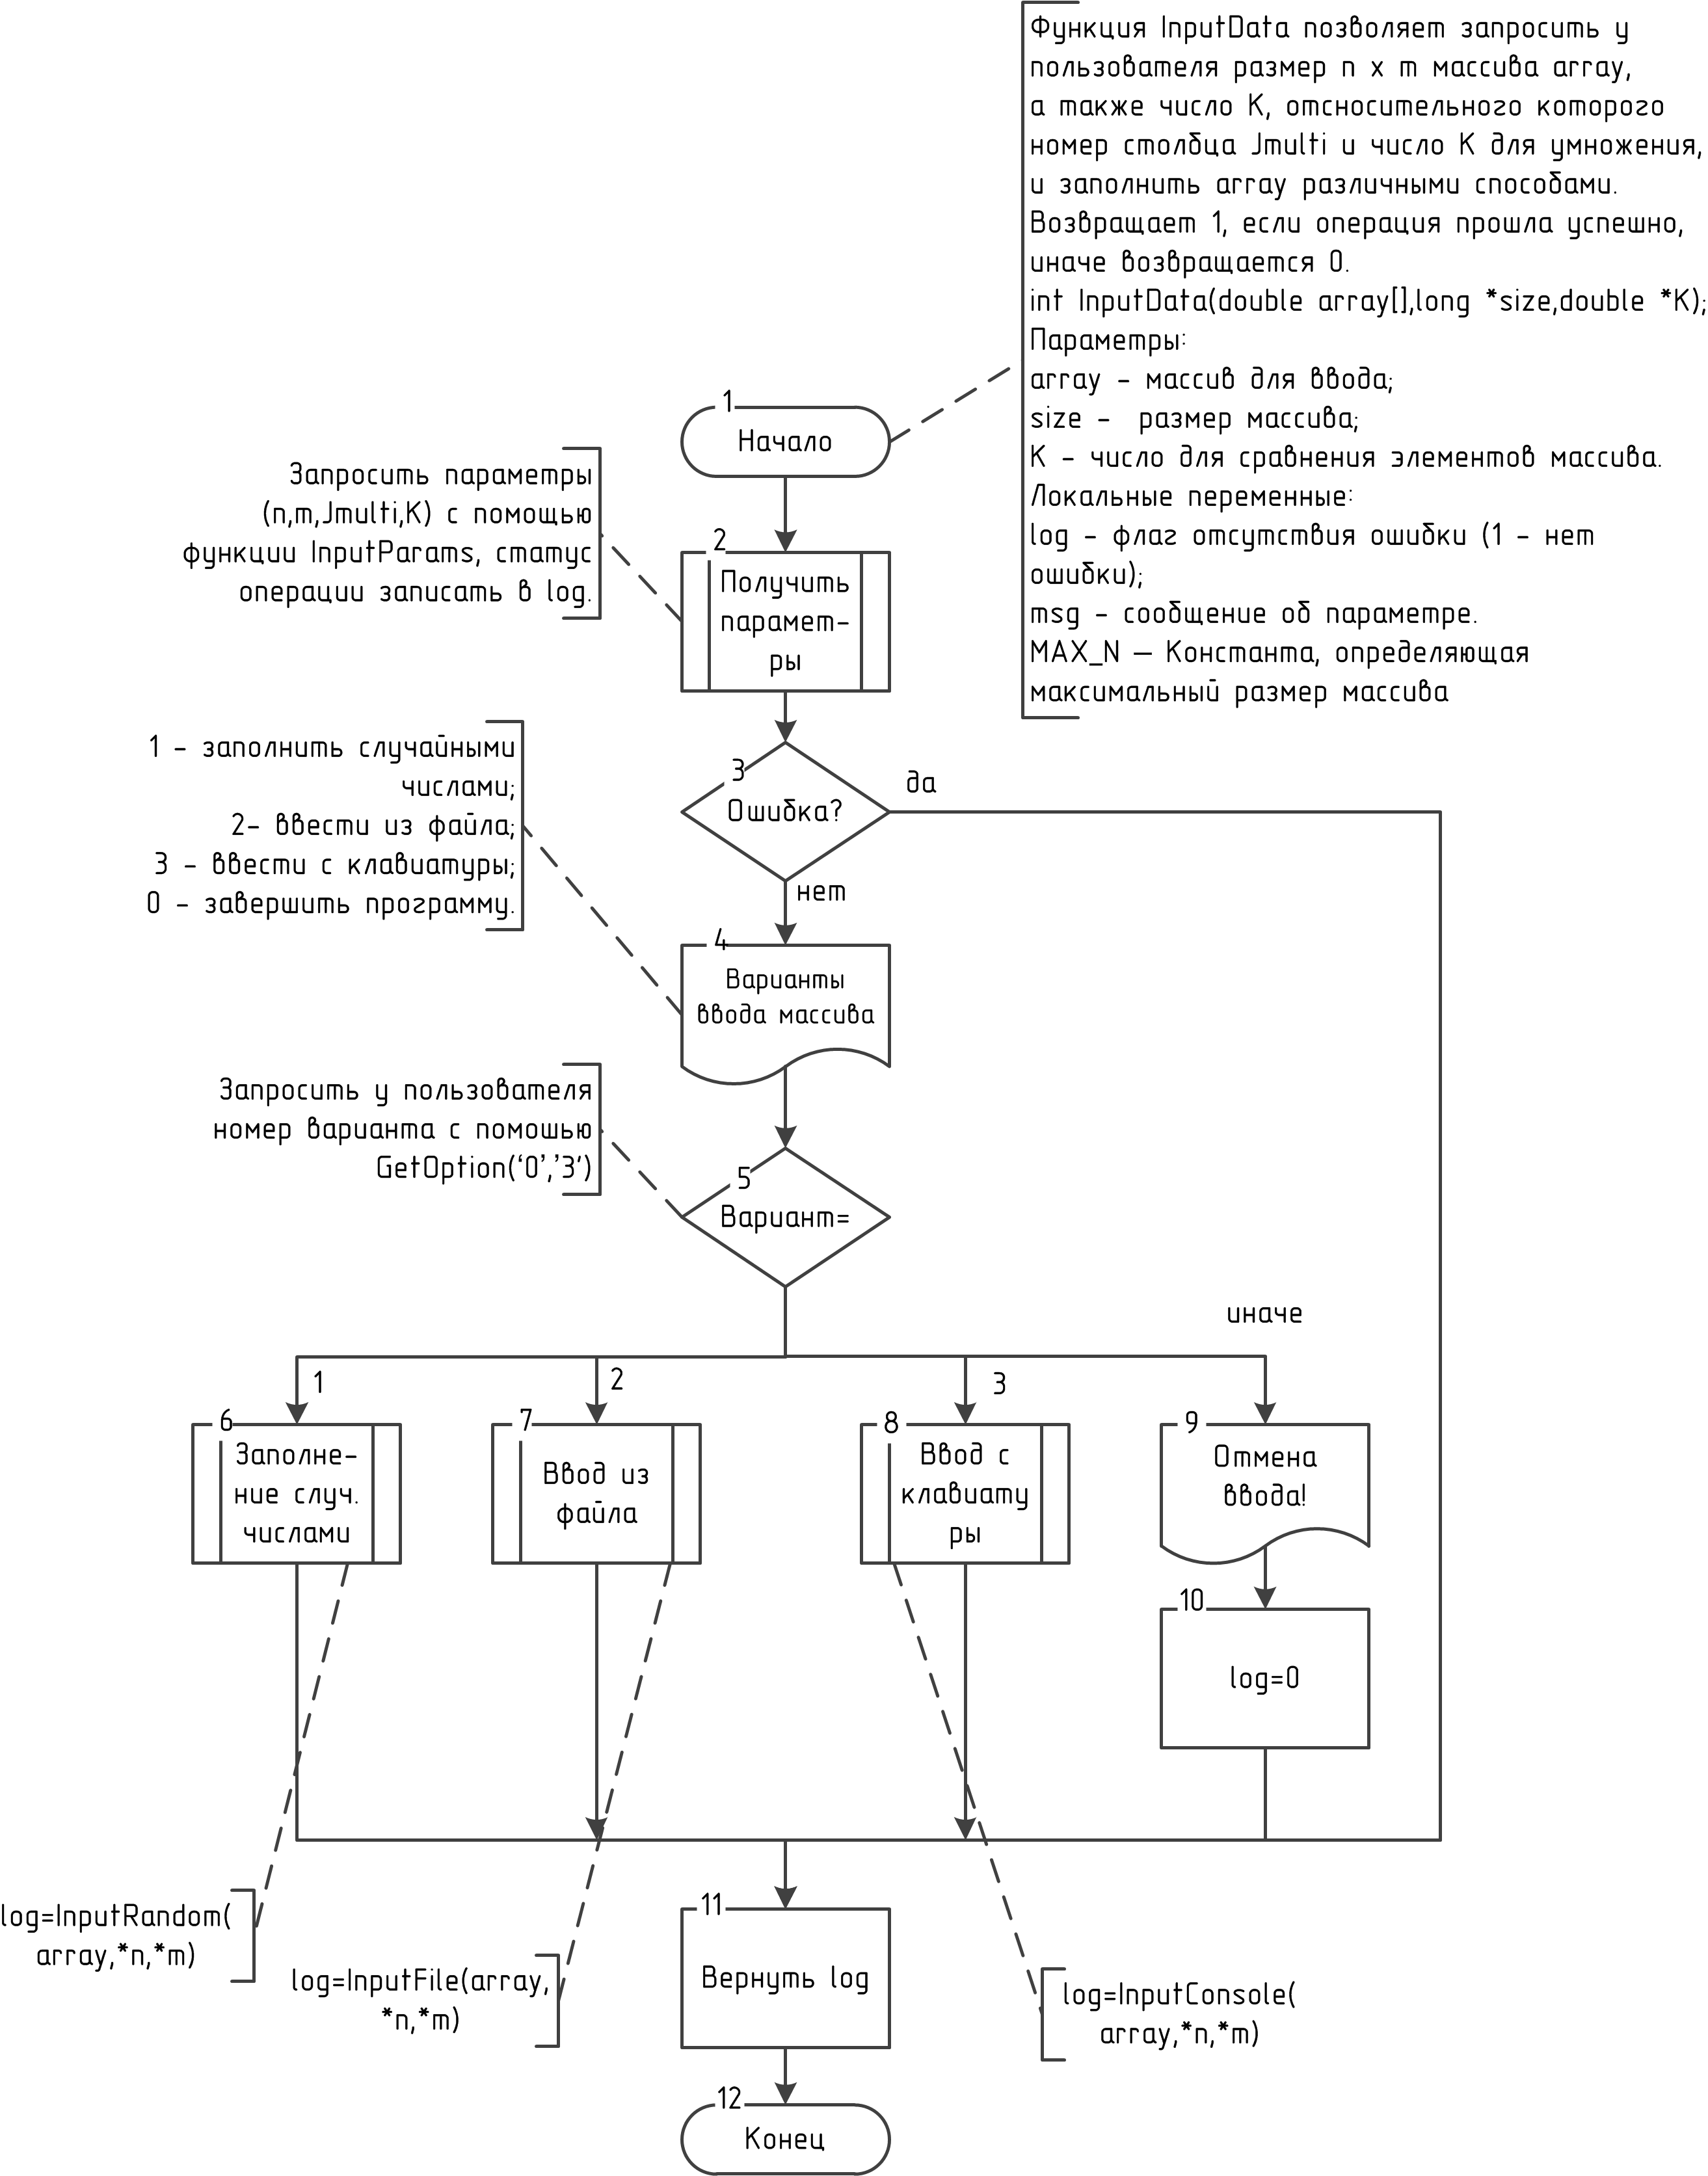 Функция InputData позволяет запросить у
пользователя размер n x m массива array,
а также число K, отсносительного которого
номер столбца Jmulti и число K для умножения,
и заполнить array различными способами.
Возвращает 1, если операция прошла успешно,
иначе возвращается 0.
int InputData(double array[],long *size,double *K);
Параметры:
array - массив для ввода;
size - размер массива;
K - число для сравнения элементов массива.
Локальные переменные:
log - флаг отсутствия ошибки (1 - нет
ошибки);
msg - сообщение об параметре.
MAX_N — Константа, определяющая
максимальный размер массива
1
Начало
Запросить параметры
(n,m,Jmulti,K) с помощью
функции InputParams, статус
операции записать в log.
2
Получить
парамет-
ры
1 - заполнить случайными
числами;
2- ввести из файла;
3 - ввести с клавиатуры;
0 - завершить программу.
3
Ошибка?
да
нет
4
Варианты
ввода массива
Запросить у пользователя
номер варианта с помошью
GetOption(‘0’,’3’)
5
Вариант=
иначе
1
2
3
6
Заполне-
ние случ.
числами
7
Ввод из
файла
8
Ввод с
клавиату
ры
9
Отмена
ввода!
10
log=0
log=InputRandom(
array,*n,*m)
log=InputFile(array,
*n,*m)
11
Вернуть log
log=InputConsole(
array,*n,*m)
12
Конец